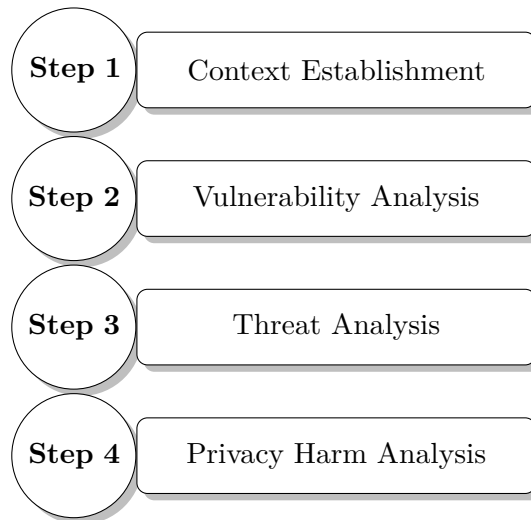 Step 1 Context Establishment
Step 2 Vulnerability Analysis
Step 3 Threat Analysis
Step 4 Privacy Harm Analysis